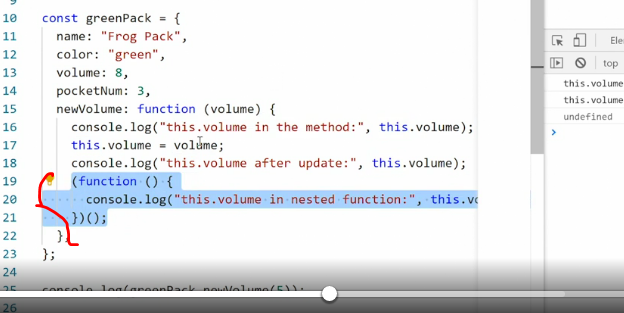 9
10 const greenPack = {
11 name: "Frog Pack",
12 color: "green",
13 volume: 8,
14 pocketNum: 3,
15 newVolume: function (volume) {
16 console.log("this.volume in the method:", this.volume);
17 this.volume = volume;
18 console.log("this.volume after update:", this.volume);
19 (function () {
20 console.log("this.volume in nested function:", this.vo
21 })();
22 },
23 };
24
25 console.log(greenPack.newVolume(5));
26
Ele
top
this.volume
this.volume
undefined